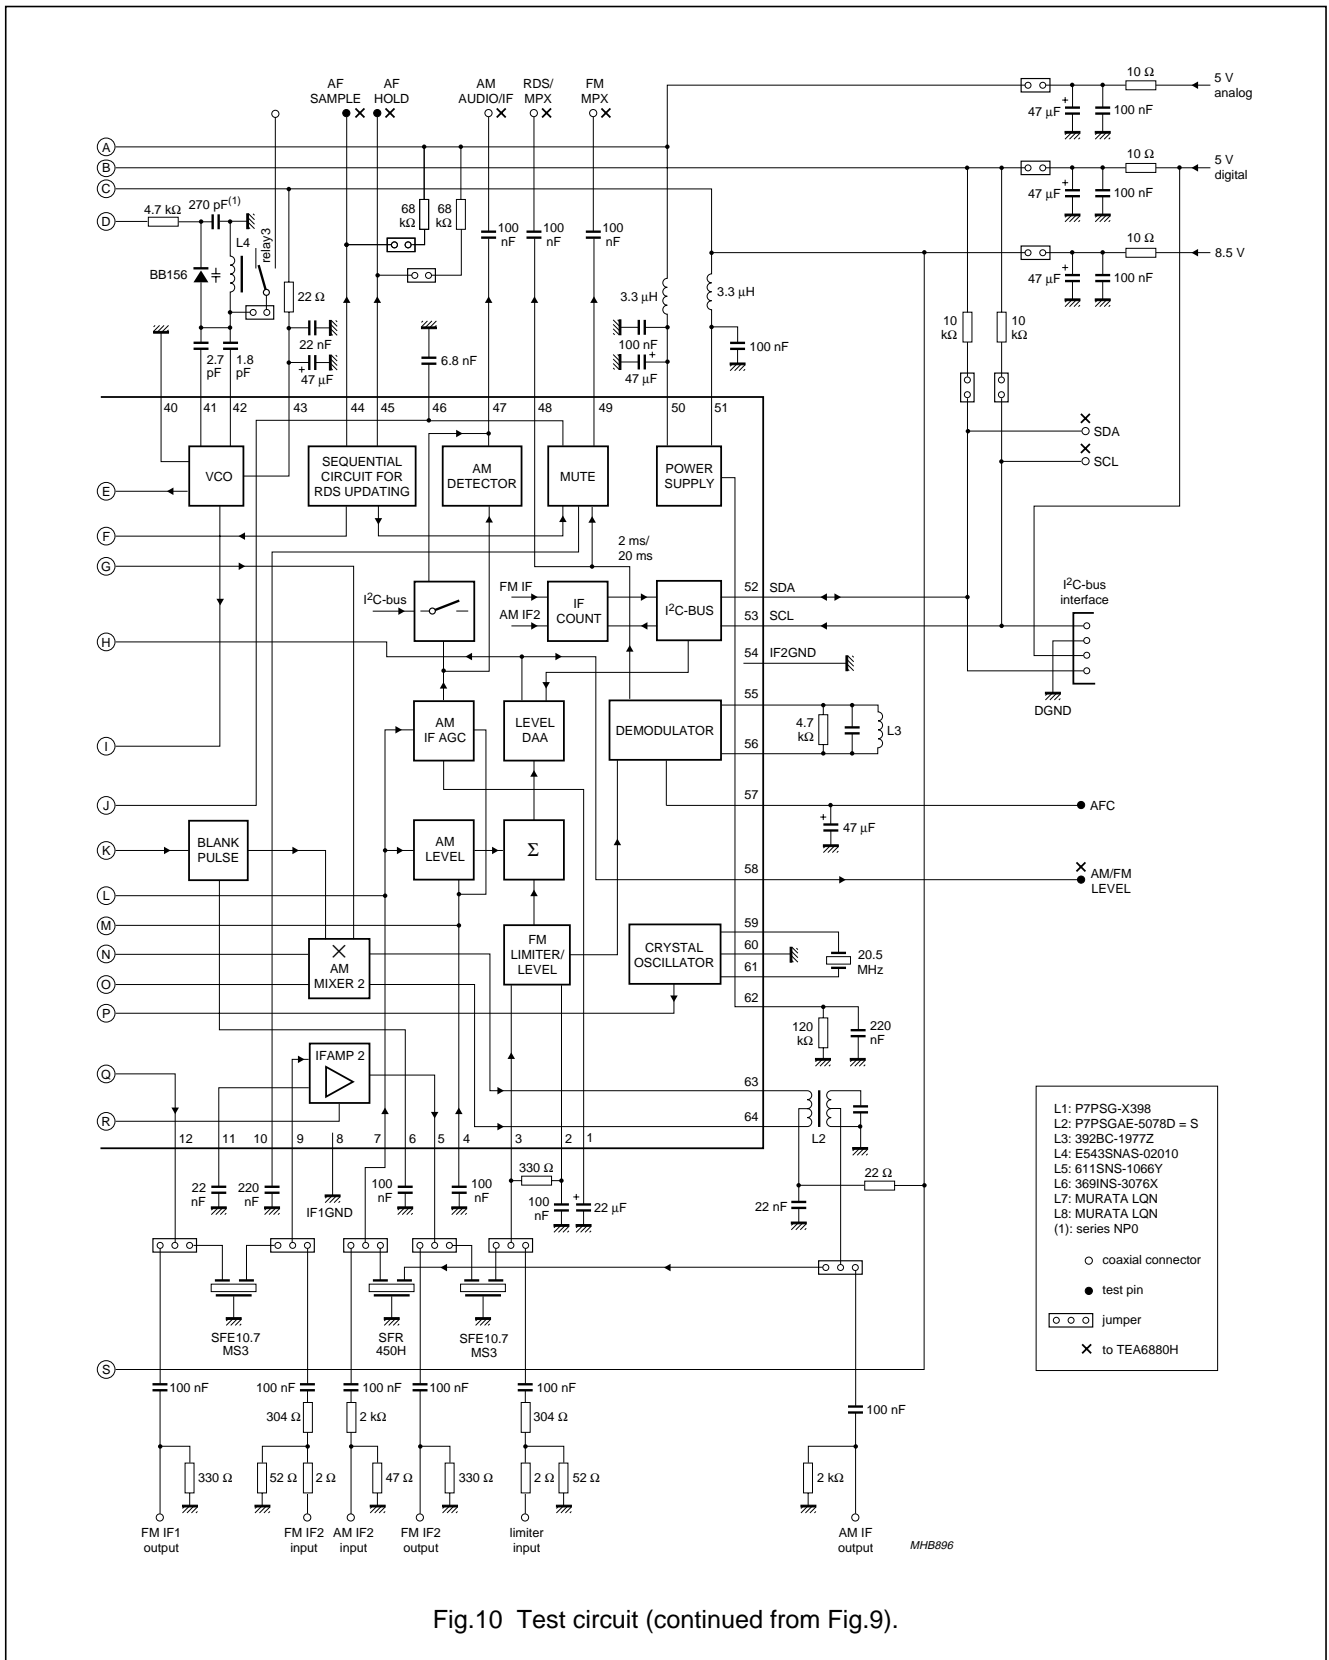 AF SAMPLE
AF HOLD
AM AUDIO/IF
RDS/ MPX
FM MPX
10 Ω
5 V analog
47 μF
100 nF
A
B
C
D
10 Ω
5 V digital
47 μF
100 nF
4.7 kΩ
270 pF(1)
L4
relay3
BB156
68 kΩ
68 kΩ
100 nF
100 nF
100 nF
10 Ω
8.5 V
47 μF
100 nF
22 Ω
3.3 μH
3.3 μH
22 nF
47 μF
2.7 pF
1.8 pF
6.8 nF
100 nF
47 μF
100 nF
10 kΩ
10 kΩ
40 41 42 43 44 45 46 47 48 49 50 51
SDA
SCL
VCO
SEQUENTIAL CIRCUIT FOR RDS UPDATING
AM DETECTOR
MUTE
POWER SUPPLY
E
F
G
2 ms/ 20 ms
I2C-bus
FM IF
AM IF2
IF COUNT
I2C-BUS
52 SDA
53 SCL
I2C-bus interface
H
54 IF2GND
DGND
AM IF AGC
LEVEL DAA
DEMODULATOR
55
56
4.7 kΩ
L3
I
J
57
AFC
47 μF
K
BLANK PULSE
AM LEVEL
Σ
58
AM/FM LEVEL
L
M
N
O
P
AM MIXER 2
FM LIMITER/ LEVEL
CRYSTAL OSCILLATOR
59
60
61
20.5 MHz
62
120 kΩ
220 nF
Q
R
IFAMP 2
63
64
L2
12 11 10 9 8 7 6 5 4 3 2 1
22 nF
220 nF
IF1GND
100 nF
100 nF
330 Ω
100 nF
22 μF
22 nF
22 Ω
L1: P7PSG-X398
L2: P7PSGAE-5078D = S
L3: 392BC-1977Z
L4: E543SNAS-02010
L5: 611SNS-1066Y
L6: 369INS-3076X
L7: MURATA LQN
L8: MURATA LQN
(1): series NP0
coaxial connector
test pin
jumper
to TEA6880H
SFE10.7 MS3
SFR 450H
SFE10.7 MS3
S
100 nF
100 nF
100 nF
100 nF
100 nF
100 nF
304 Ω
2 kΩ
304 Ω
330 Ω
52 Ω
2 Ω
47 Ω
330 Ω
2 Ω
52 Ω
2 kΩ
FM IF1 output
FM IF2 input
AM IF2 input
FM IF2 output
limiter input
AM IF output
MHB896
Fig.10 Test circuit (continued from Fig.9).